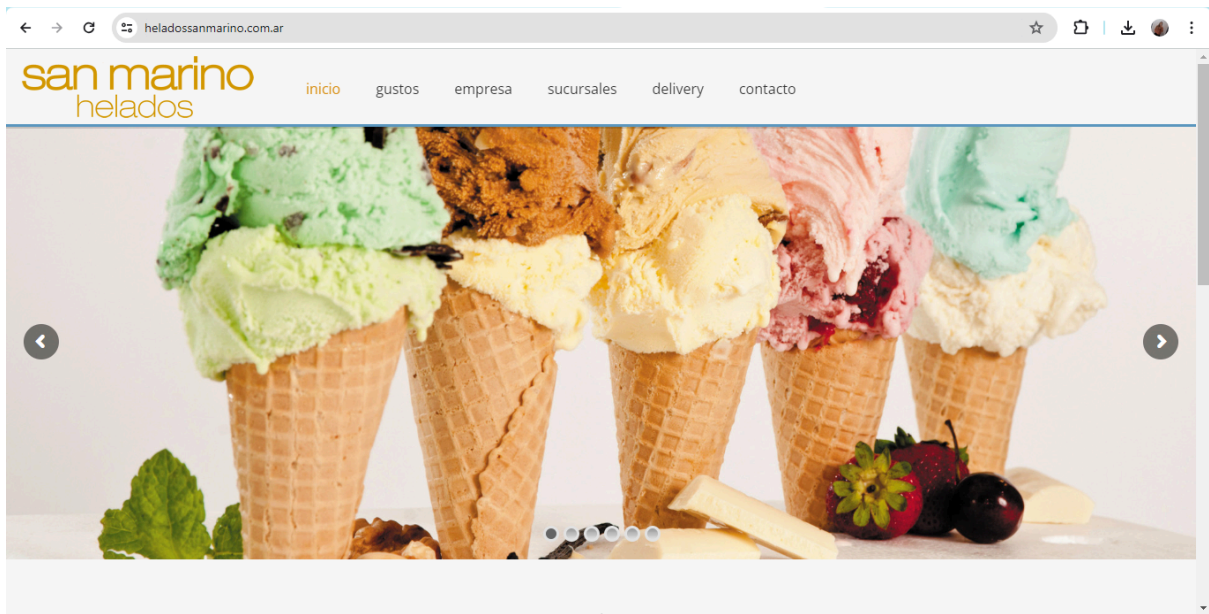 heladossanmarino.com.ar
san marino
helados
inicio gustos empresa sucursales delivery contacto